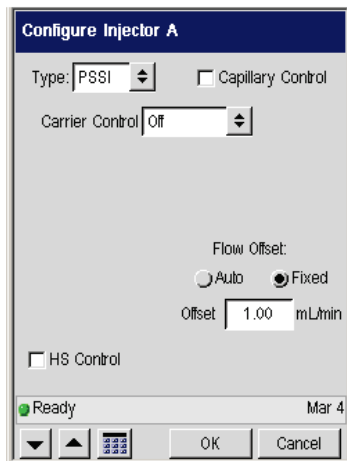 Configure Injector A
Type: PSSI Capillary Control
Carrier Control Off
Flow Offset:
Auto Fixed
Offset 1.00 mL/min
HS Control
Ready Mar 4
OK Cancel